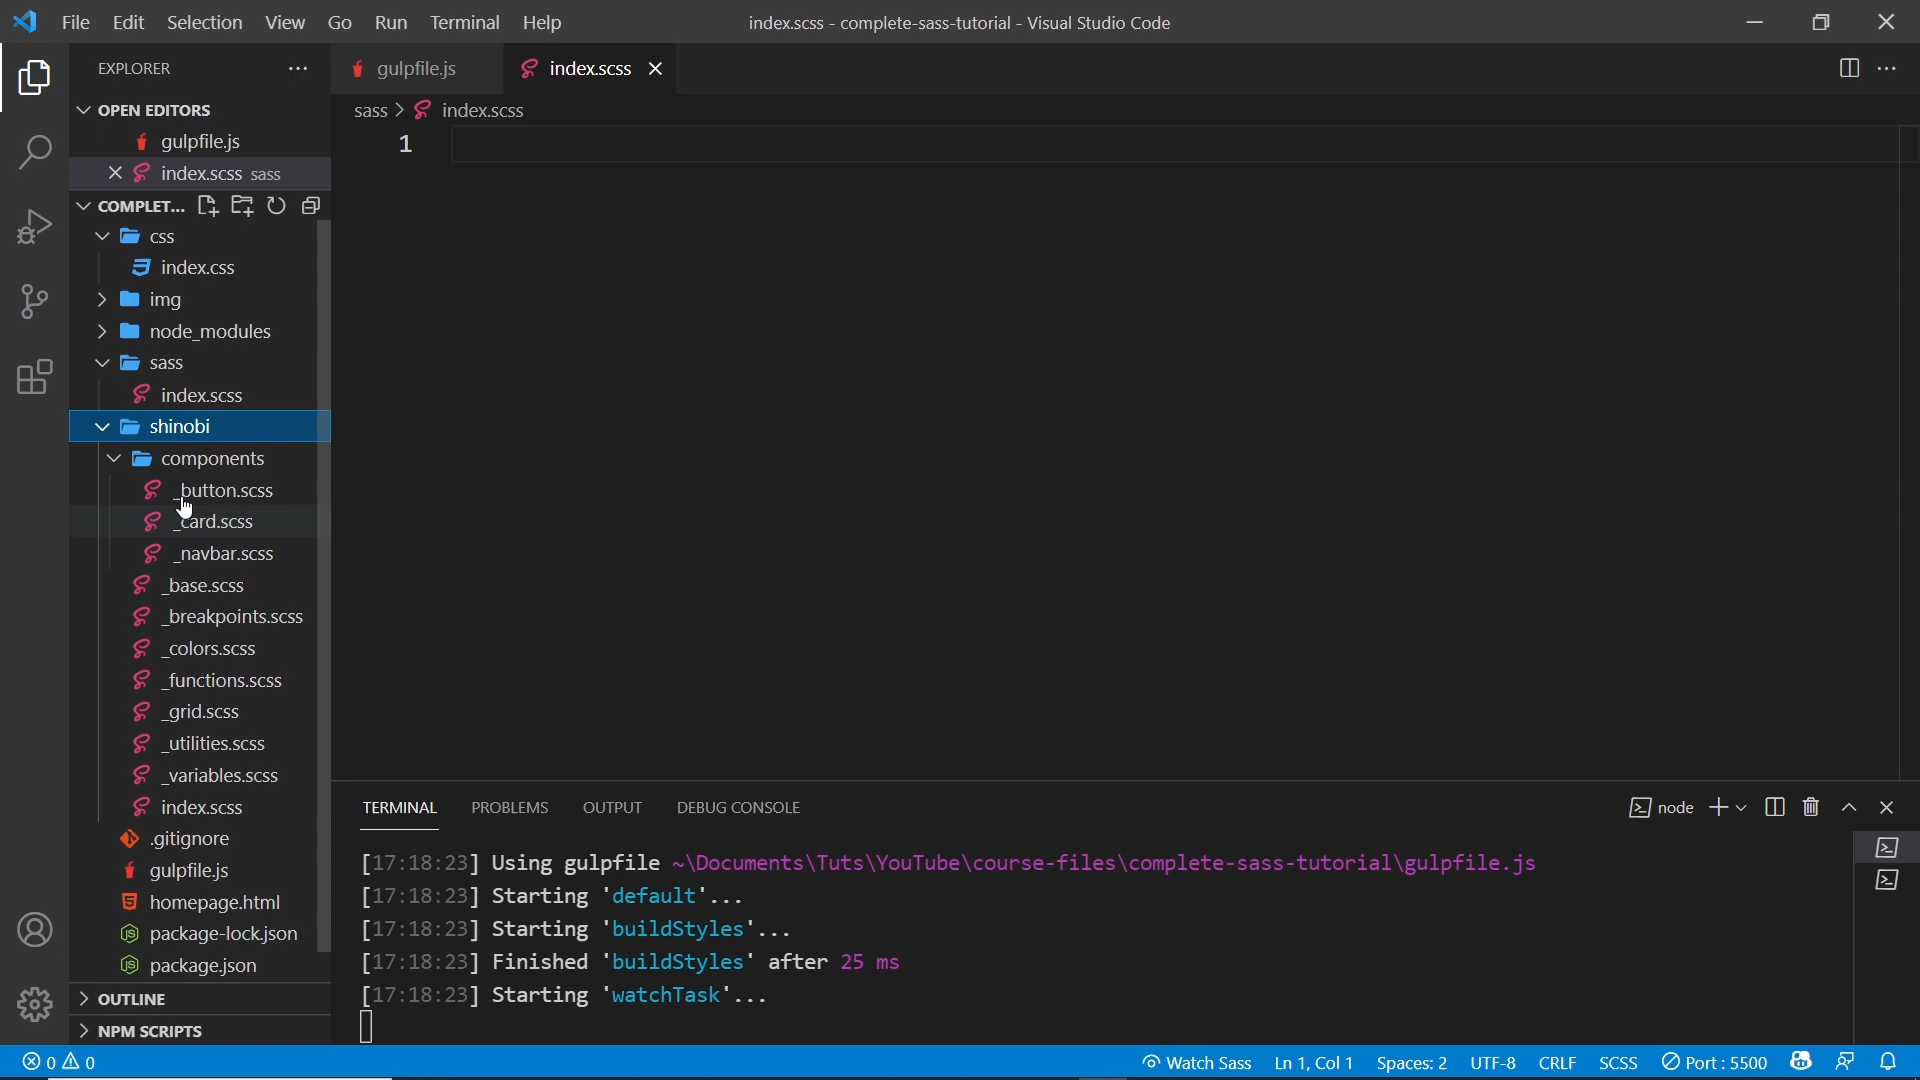 File Edit Selection View Go Run Terminal Help
index.scss - complete-sass-tutorial - Visual Studio Code
EXPLORER
OPEN EDITORS
gulpfile.js
index.scss sass
COMPLET...
css
index.css
img
node_modules
sass
index.scss
shinobi
components
_button.scss
_card.scss
_navbar.scss
_base.scss
_breakpoints.scss
_colors.scss
_functions.scss
_grid.scss
_utilities.scss
_variables.scss
index.scss
.gitignore
gulpfile.js
homepage.html
package-lock.json
package.json
OUTLINE
NPM SCRIPTS
gulpfile.js
index.scss
sass > index.scss
1
TERMINAL PROBLEMS OUTPUT DEBUG CONSOLE
node
[17:18:23] Using gulpfile ~\Documents\Tuts\YouTube\course-files\complete-sass-tutorial\gulpfile.js
[17:18:23] Starting 'default'...
[17:18:23] Starting 'buildStyles'...
[17:18:23] Finished 'buildStyles' after 25 ms
[17:18:23] Starting 'watchTask'...
0 0
Watch Sass Ln 1, Col 1 Spaces: 2 UTF-8 CRLF SCSS Port : 5500